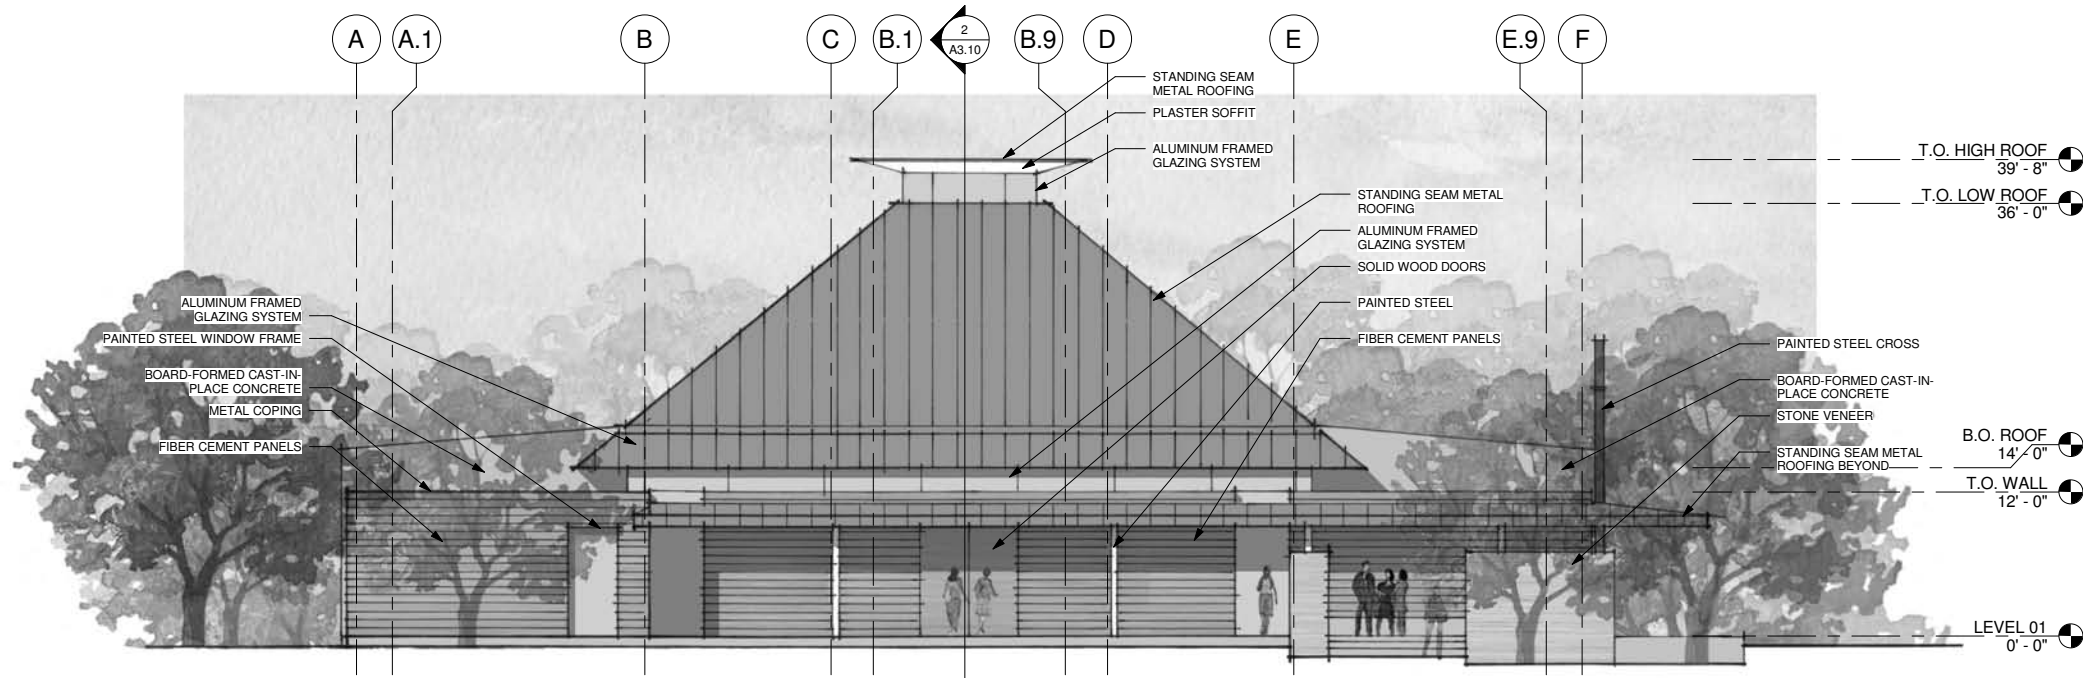 A
A.1
B
C
B.1
2
A3.10
B.9
D
E
E.9
F
STANDING SEAM
METAL ROOFING
PLASTER SOFFIT
ALUMINUM FRAMED
GLAZING SYSTEM
STANDING SEAM METAL
ROOFING
ALUMINUM FRAMED
GLAZING SYSTEM
SOLID WOOD DOORS
PAINTED STEEL
FIBER CEMENT PANELS
ALUMINUM FRAMED
GLAZING SYSTEM
PAINTED STEEL WINDOW FRAME
BOARD-FORMED CAST-IN-
PLACE CONCRETE
METAL COPING
FIBER CEMENT PANELS
PAINTED STEEL CROSS
BOARD-FORMED CAST-IN-
PLACE CONCRETE
STONE VENEER
STANDING SEAM METAL
ROOFING BEYOND
T.O. HIGH ROOF
39' - 8"
T.O. LOW ROOF
36' - 0"
B.O. ROOF
14' - 0"
T.O. WALL
12' - 0"
LEVEL 01
0' - 0"